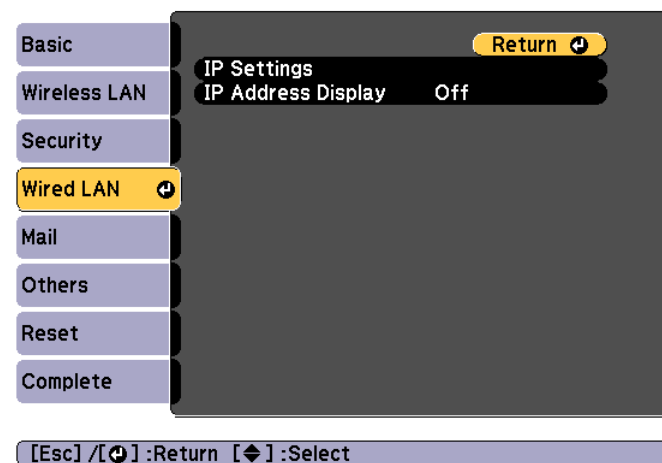 Basic
Wireless LAN
Security
Wired LAN
Mail
Others
Reset
Complete
Return
IP Settings
IP Address Display Off
[Esc] /[ ] :Return [ ] :Select